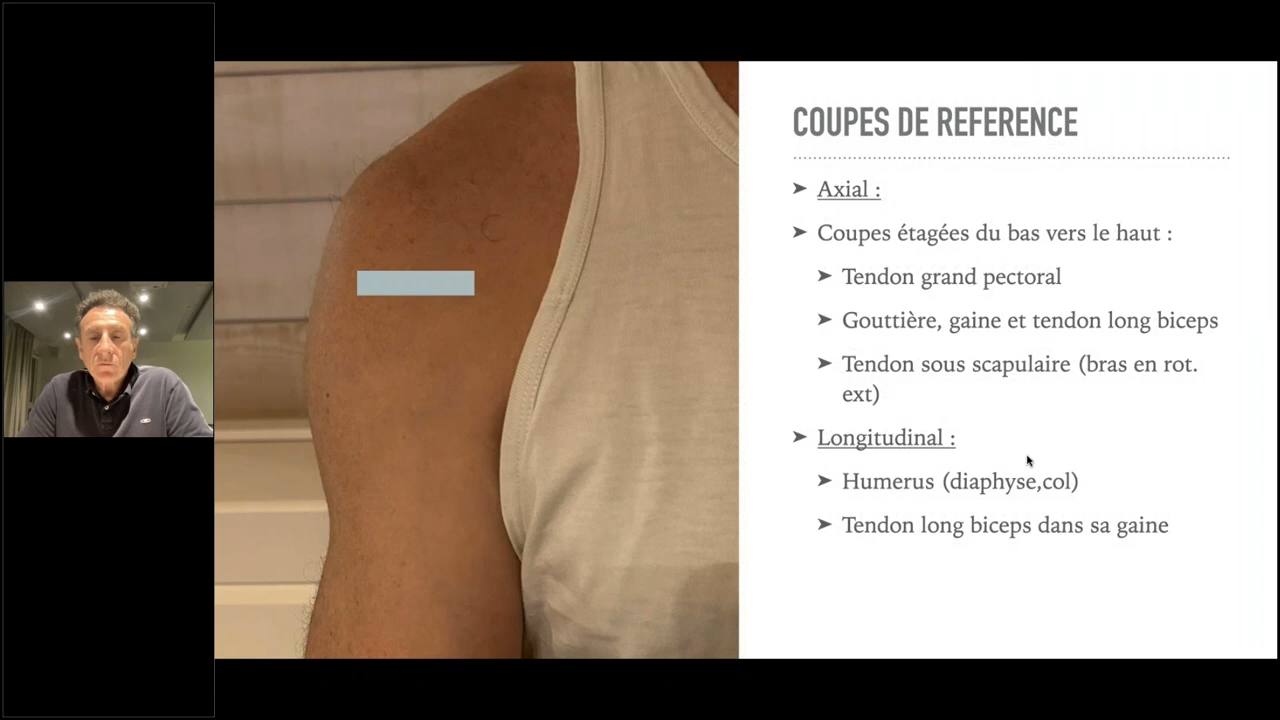 COUPES DE REFERENCE
Axial :
Coupes étagées du bas vers le haut :
Tendon grand pectoral
Gouttière, gaine et tendon long biceps
Tendon sous scapulaire (bras en rot.
ext)
Longitudinal :
Humerus (diaphyse,col)
Tendon long biceps dans sa gaine